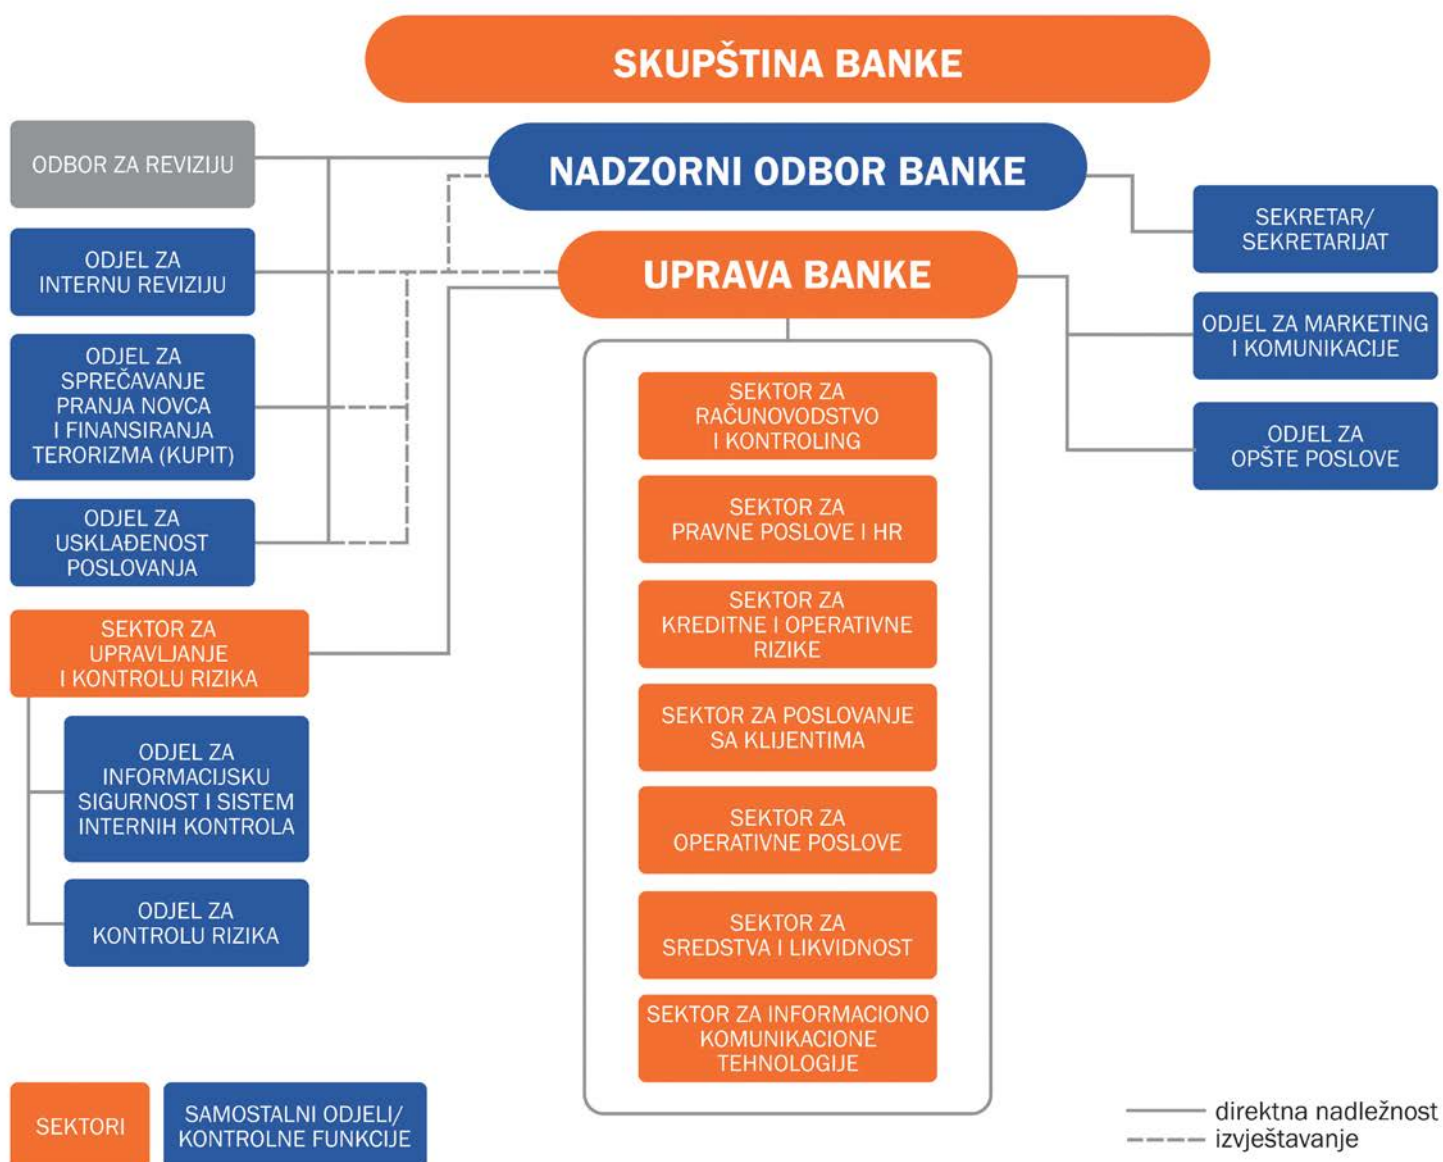 SKUPŠTINA BANKE
NADZORNI ODBOR BANKE
UPRAVA BANKE
ODBOR ZA REVIZIJU
ODJEL ZA
INTERNU REVIZIJU
ODJEL ZA
SPREČAVANJE
PRANJA NOVCA
I FINANSIRANJA
TERORIZMA (KUPIT)
ODJEL ZA
USKLAĐENOST
POSLOVANJA
SEKTOR ZA
UPRAVLJANJE
I KONTROLU RIZIKA
ODJEL ZA
INFORMACIJSKU
SIGURNOST I SISTEM
INTERNIH KONTROLA
ODJEL ZA
KONTROLU RIZIKA
SEKTOR ZA
RAČUNOVODSTVO
I KONTROLING
SEKTOR ZA
PRAVNE POSLOVE I HR
SEKTOR ZA
KREDITNE I OPERATIVNE
RIZIKE
SEKTOR ZA POSLOVANJE
SA KLIJENTIMA
SEKTOR ZA
OPERATIVNE POSLOVE
SEKTOR ZA
SREDSTVA I LIKVIDNOST
SEKTOR ZA INFORMACIONO
KOMUNIKACIONE
TEHNOLOGIJE
SEKRETAR/
SEKRETARIJAT
ODJEL ZA MARKETING
I KOMUNIKACIJE
ODJEL ZA
OPŠTE POSLOVE
SEKTORI
SAMOSTALNI ODJELI/
KONTROLNE FUNKCIJE
direktna nadležnost
izvještavanje